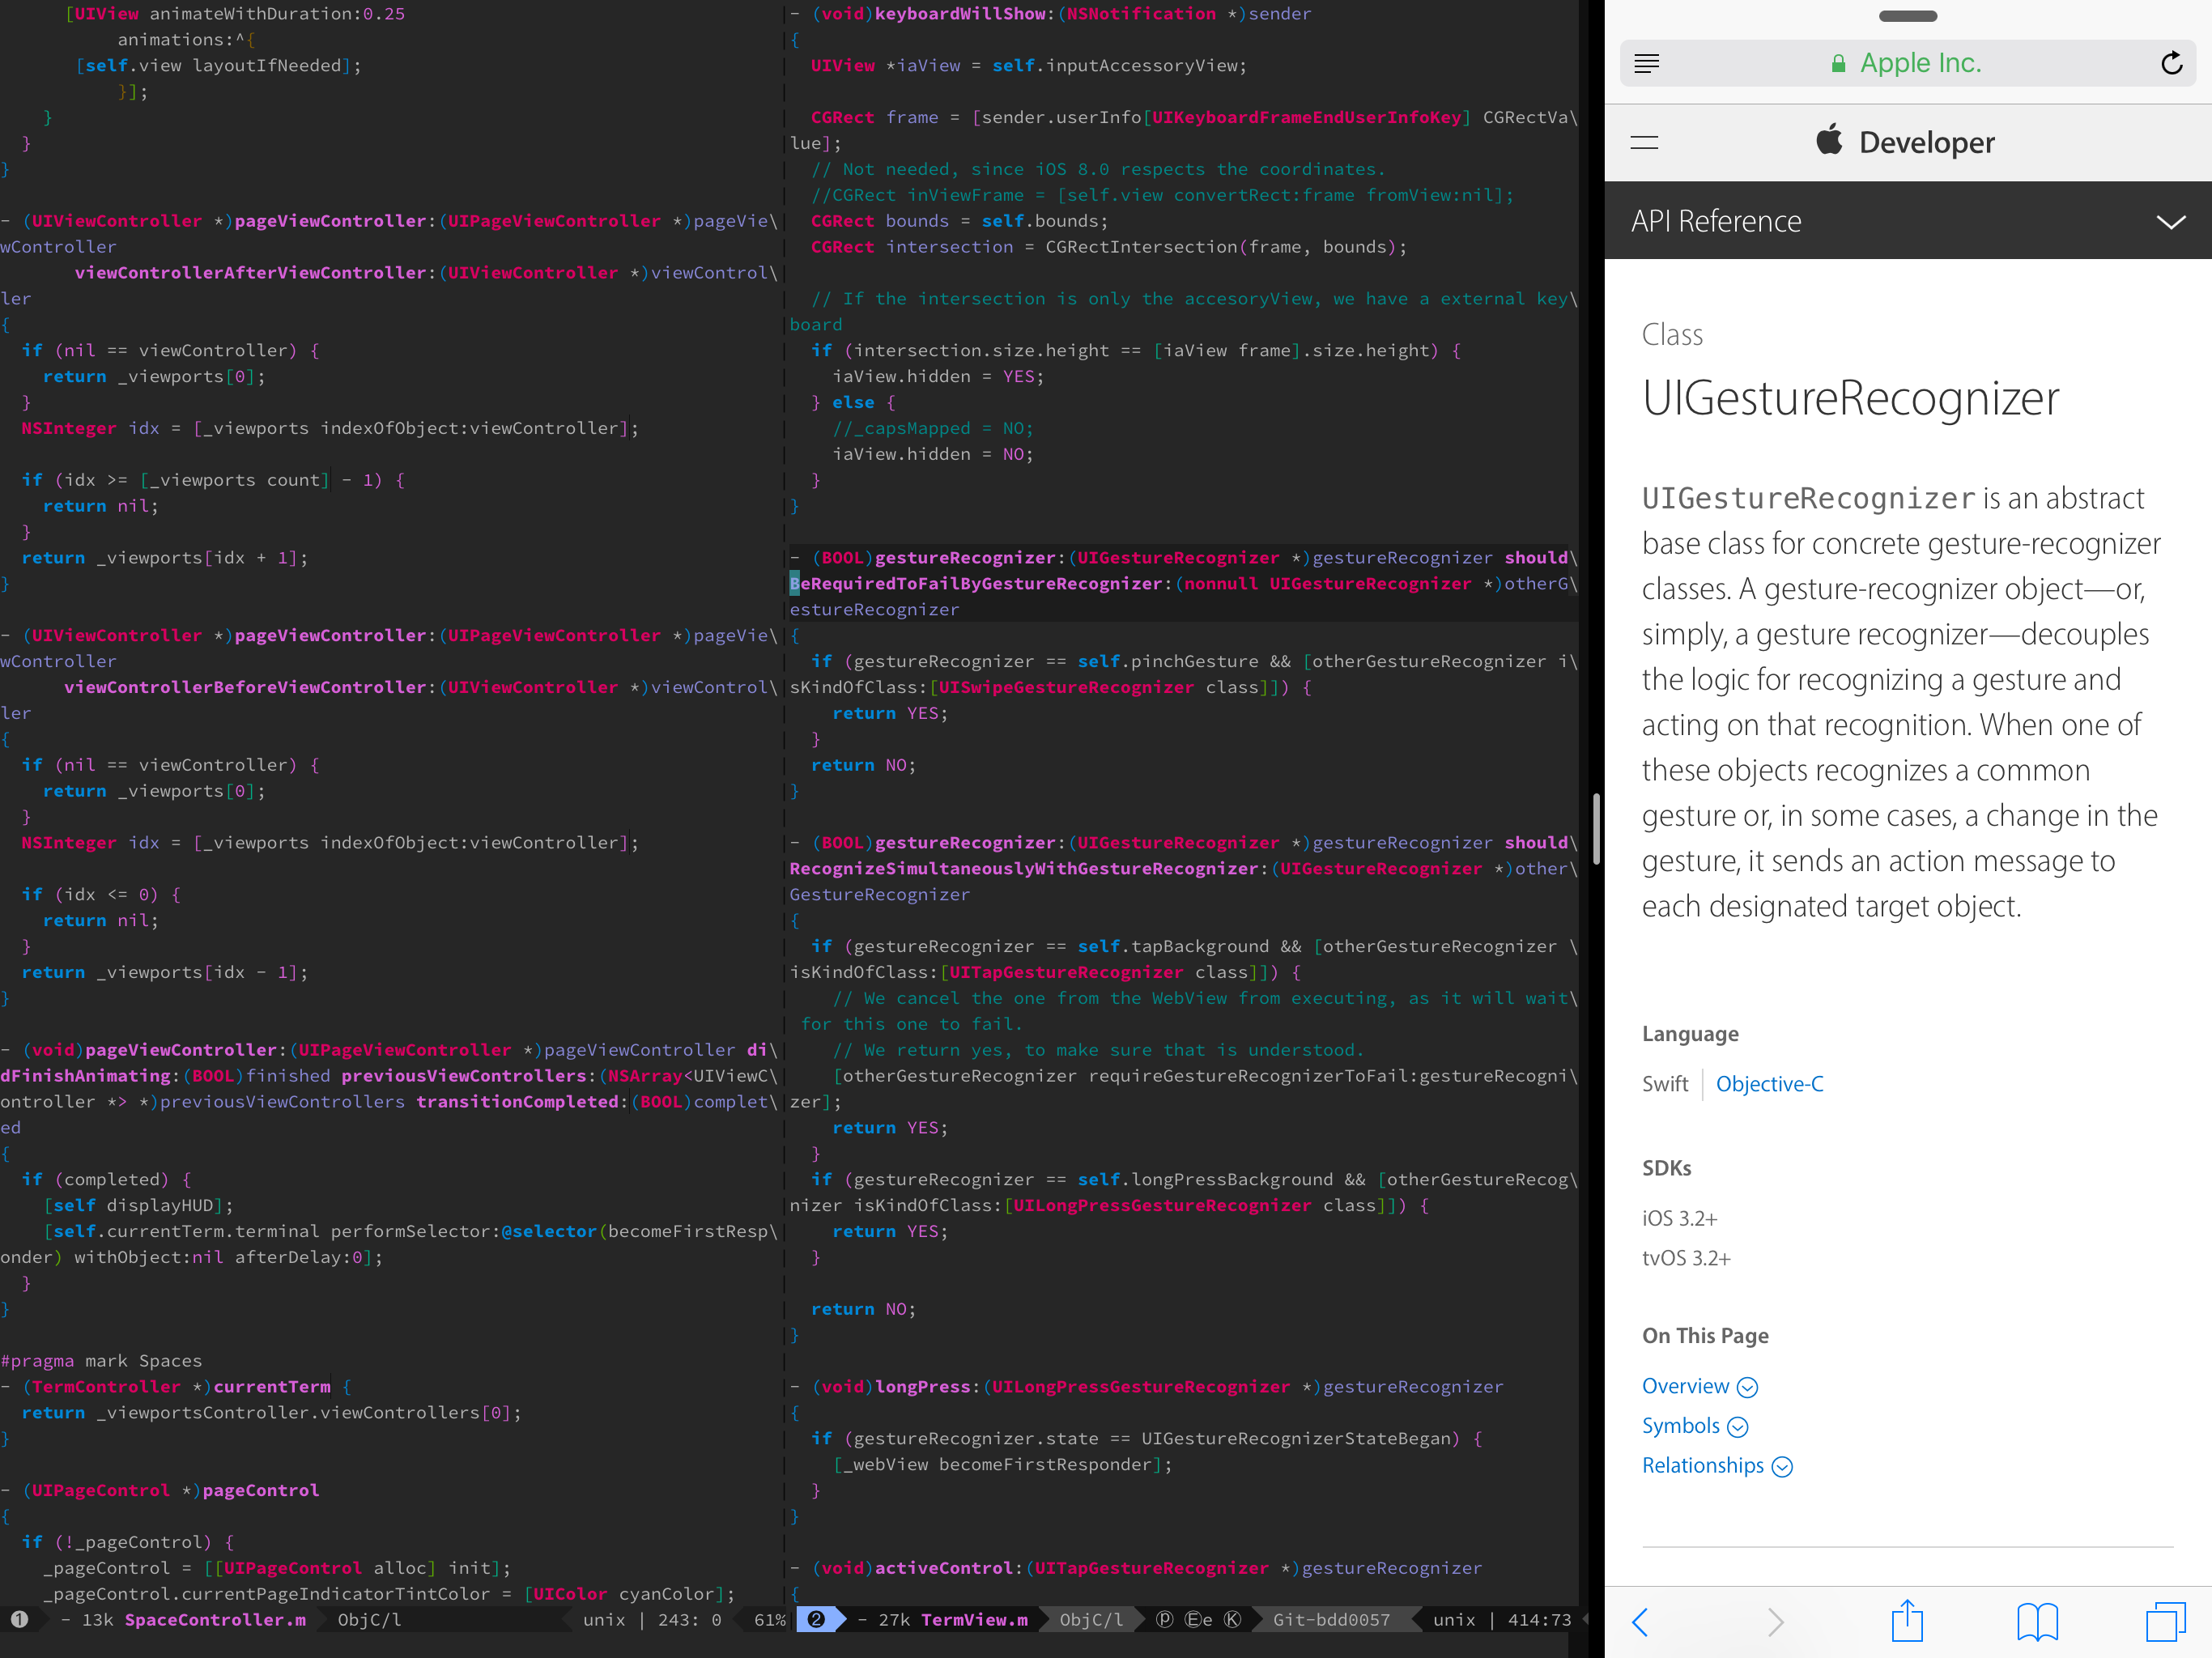 [UIView animateWithDuration:0.25
animations:^{
[self.view layoutIfNeeded];
}];
}
}
}
- (UIViewController *)pageViewController:(UIPageViewController *)pageVie\
wController
viewControllerAfterViewController:(UIViewController *)viewControl\
ler
{
if (nil == viewController) {
return _viewports[0];
}
NSInteger idx = [_viewports indexOfObject:viewController];
if (idx >= [_viewports count] - 1) {
return nil;
}
return _viewports[idx + 1];
}
- (UIViewController *)pageViewController:(UIPageViewController *)pageVie\
wController
viewControllerBeforeViewController:(UIViewController *)viewControl\
ler
{
if (nil == viewController) {
return _viewports[0];
}
NSInteger idx = [_viewports indexOfObject:viewController];
if (idx <= 0) {
return nil;
}
return _viewports[idx - 1];
}
- (void)pageViewController:(UIPageViewController *)pageViewController di\
dFinishAnimating:(BOOL)finished previousViewControllers:(NSArray<UIViewC\
ontroller *> *)previousViewControllers transitionCompleted:(BOOL)complet\
ed
{
if (completed) {
[self displayHUD];
[self.currentTerm.terminal performSelector:@selector(becomeFirstResp\
onder) withObject:nil afterDelay:0];
}
}
#pragma mark Spaces
- (TermController *)currentTerm {
return _viewportsController.viewControllers[0];
}
- (UIPageControl *)pageControl
{
if (!_pageControl) {
_pageControl = [[UIPageControl alloc] init];
_pageControl.currentPageIndicatorTintColor = [UIColor cyanColor];
❶ - 13k SpaceController.m ObjC/l unix | 243: 0 61%
- (void)keyboardWillShow:(NSNotification *)sender
{
UIView *iaView = self.inputAccessoryView;
CGRect frame = [sender.userInfo[UIKeyboardFrameEndUserInfoKey] CGRectVa\
lue];
// Not needed, since iOS 8.0 respects the coordinates.
//CGRect inViewFrame = [self.view convertRect:frame fromView:nil];
CGRect bounds = self.bounds;
CGRect intersection = CGRectIntersection(frame, bounds);
// If the intersection is only the accesoryView, we have a external key\
board
if (intersection.size.height == [iaView frame].size.height) {
iaView.hidden = YES;
} else {
//_capsMapped = NO;
iaView.hidden = NO;
}
}
- (BOOL)gestureRecognizer:(UIGestureRecognizer *)gestureRecognizer should\
BeRequiredToFailByGestureRecognizer:(nonnull UIGestureRecognizer *)otherG\
estureRecognizer
{
if (gestureRecognizer == self.pinchGesture && [otherGestureRecognizer i\
sKindOfClass:[UISwipeGestureRecognizer class]]) {
return YES;
}
return NO;
}
- (BOOL)gestureRecognizer:(UIGestureRecognizer *)gestureRecognizer should\
RecognizeSimultaneouslyWithGestureRecognizer:(UIGestureRecognizer *)other\
GestureRecognizer
{
if (gestureRecognizer == self.tapBackground && [otherGestureRecognizer \
isKindOfClass:[UITapGestureRecognizer class]]) {
// We cancel the one from the WebView from executing, as it will wait\
for this one to fail.
// We return yes, to make sure that is understood.
[otherGestureRecognizer requireGestureRecognizerToFail:gestureRecogni\
zer];
return YES;
}
if (gestureRecognizer == self.longPressBackground && [otherGestureRecog\
nizer isKindOfClass:[UILongPressGestureRecognizer class]]) {
return YES;
}
return NO;
}
- (void)longPress:(UILongPressGestureRecognizer *)gestureRecognizer
{
if (gestureRecognizer.state == UIGestureRecognizerStateBegan) {
[_webView becomeFirstResponder];
}
}
- (void)activeControl:(UITapGestureRecognizer *)gestureRecognizer
{
❷ - 27k TermView.m ObjC/l ⓟ Ⓔe Ⓚ Git-bdd0057 unix | 414:73
Apple Inc.
Developer
API Reference
Class
UIGestureRecognizer
UIGestureRecognizer is an abstract
base class for concrete gesture-recognizer
classes. A gesture-recognizer object—or,
simply, a gesture recognizer—decouples
the logic for recognizing a gesture and
acting on that recognition. When one of
these objects recognizes a common
gesture or, in some cases, a change in the
gesture, it sends an action message to
each designated target object.
Language
Swift | Objective-C
SDKs
iOS 3.2+
tvOS 3.2+
On This Page
Overview
Symbols
Relationships